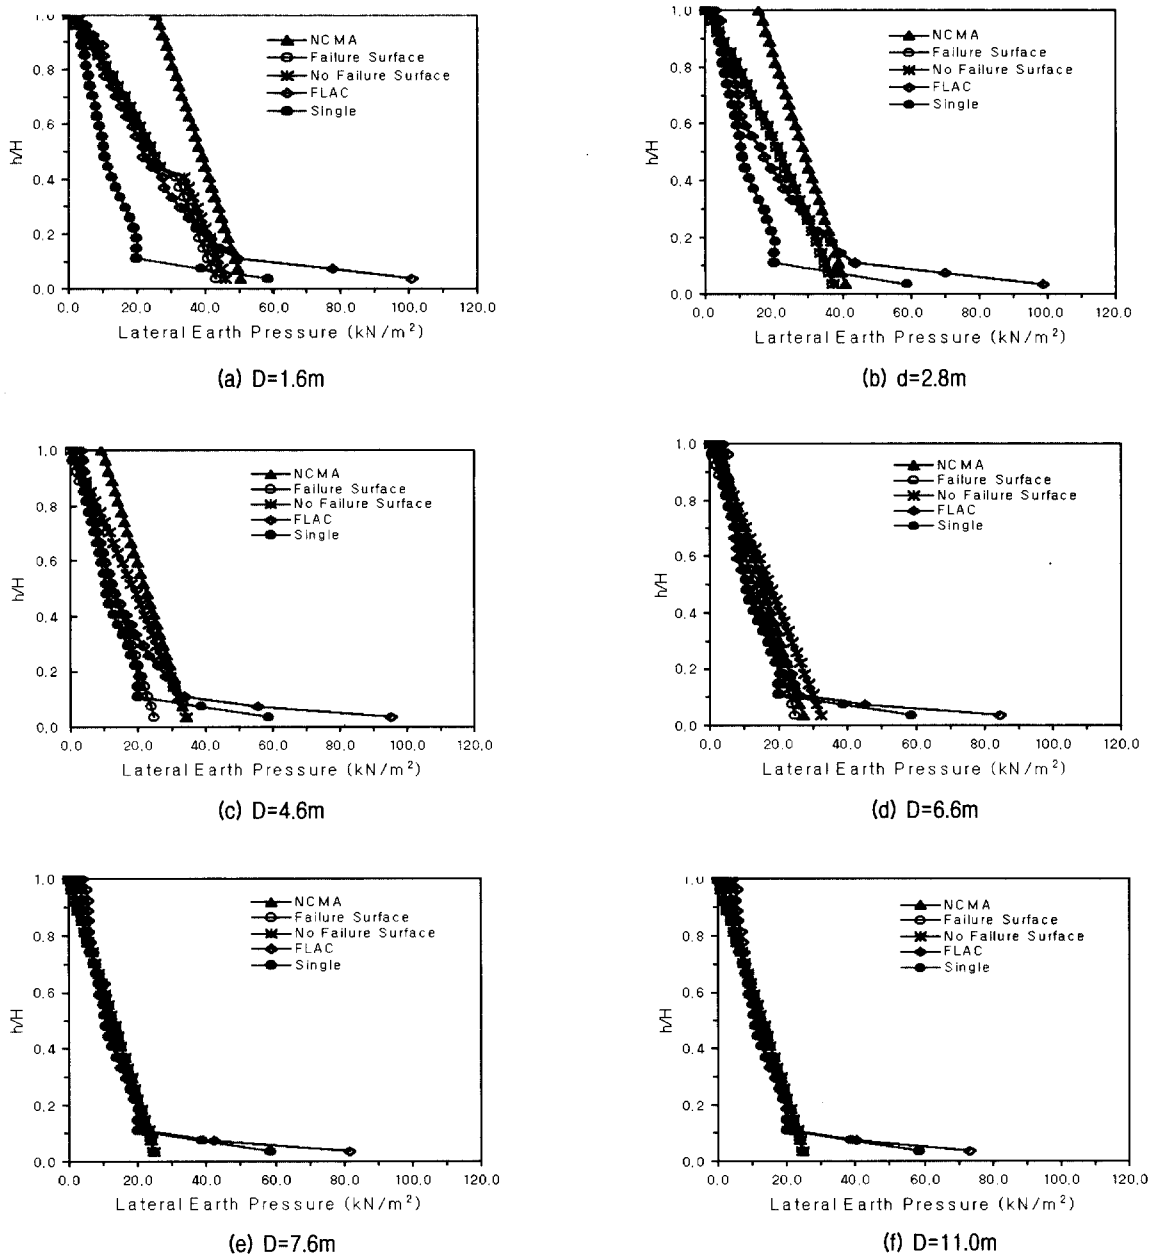 1.0
0.8
0.6
0.4
0.2
0.0
h/H
0.0 20.0 40.0 60.0 80.0 100.0 120.0
Lateral Earth Pressure (kN/m²)
NCMA
Failure Surface
No Failure Surface
FLAC
Single
(a) D=1.6m
1.0
0.8
0.6
0.4
0.2
0.0
h/H
0.0 20.0 40.0 60.0 80.0 100.0 120.0
Larteral Earth Pressure (kN/m²)
NCMA
Failure Surface
No Failure Surface
FLAC
Single
(b) d=2.8m
1.0
0.8
0.6
0.4
0.2
0.0
h/H
0.0 20.0 40.0 60.0 80.0 100.0 120.0
Lateral Earth Pressure (kN/m²)
NCMA
Failure Surface
No Failure Surface
FLAC
Single
(c) D=4.6m
1.0
0.8
0.6
0.4
0.2
0.0
h/H
0.0 20.0 40.0 60.0 80.0 100.0 120.0
Lateral Earth Pressure (kN/m²)
NCMA
Failure Surface
No Failure Surface
FLAC
Single
(d) D=6.6m
1.0
0.8
0.6
0.4
0.2
0.0
h/H
0.0 20.0 40.0 60.0 80.0 100.0 120.0
Lateral Earth Pressure (kN/m²)
NCMA
Failure Surface
No Failure Surface
FLAC
Single
(e) D=7.6m
1.0
0.8
0.6
0.4
0.2
0.0
h/H
0.0 20.0 40.0 60.0 80.0 100.0 120.0
Lateral Earth Pressure (kN/m²)
NCMA
Failure Surface
No Failure Surface
FLAC
Single
(f) D=11.0m